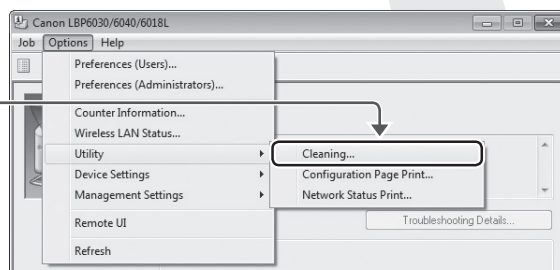 Canon LBP6030/6040/6018L
Job Options Help
Preferences (Users)...
Preferences (Administrators)...
Counter Information...
Wireless LAN Status...
Utility
Device Settings
Management Settings
Remote UI
Refresh
Cleaning...
Configuration Page Print...
Network Status Print...
Troubleshooting Details...